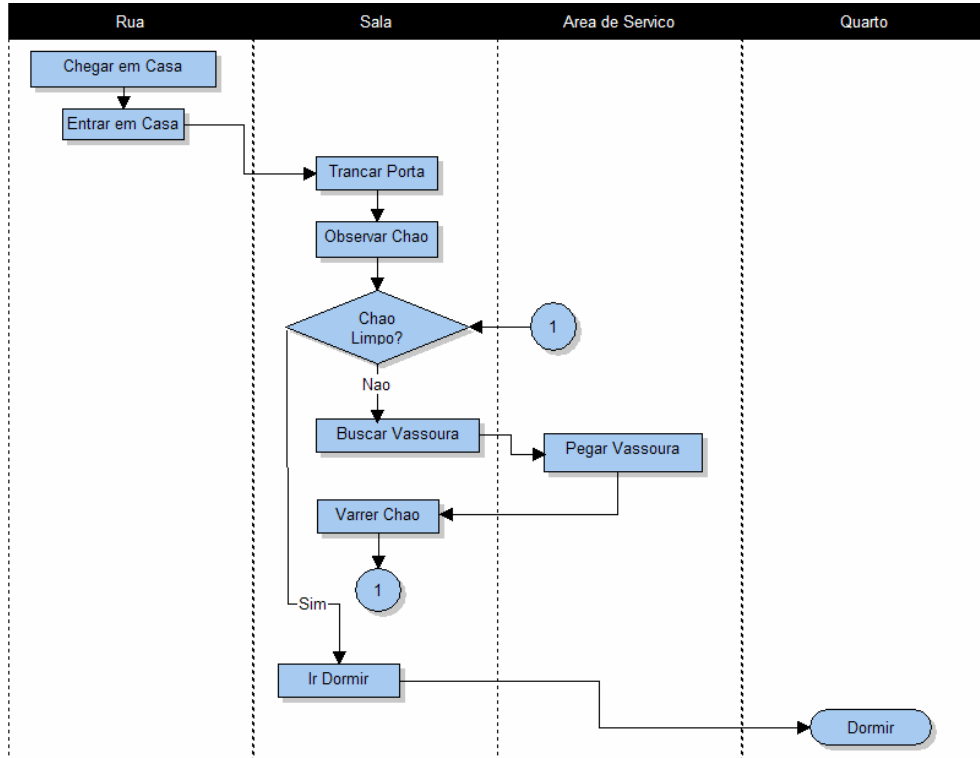 Rua
Sala
Area de Servico
Quarto
Chegar em Casa
Entrar em Casa
Trancar Porta
Observar Chao
Chao
Limpo?
1
Nao
Buscar Vassoura
Pegar Vassoura
Varrer Chao
1
Sim
Ir Dormir
Dormir